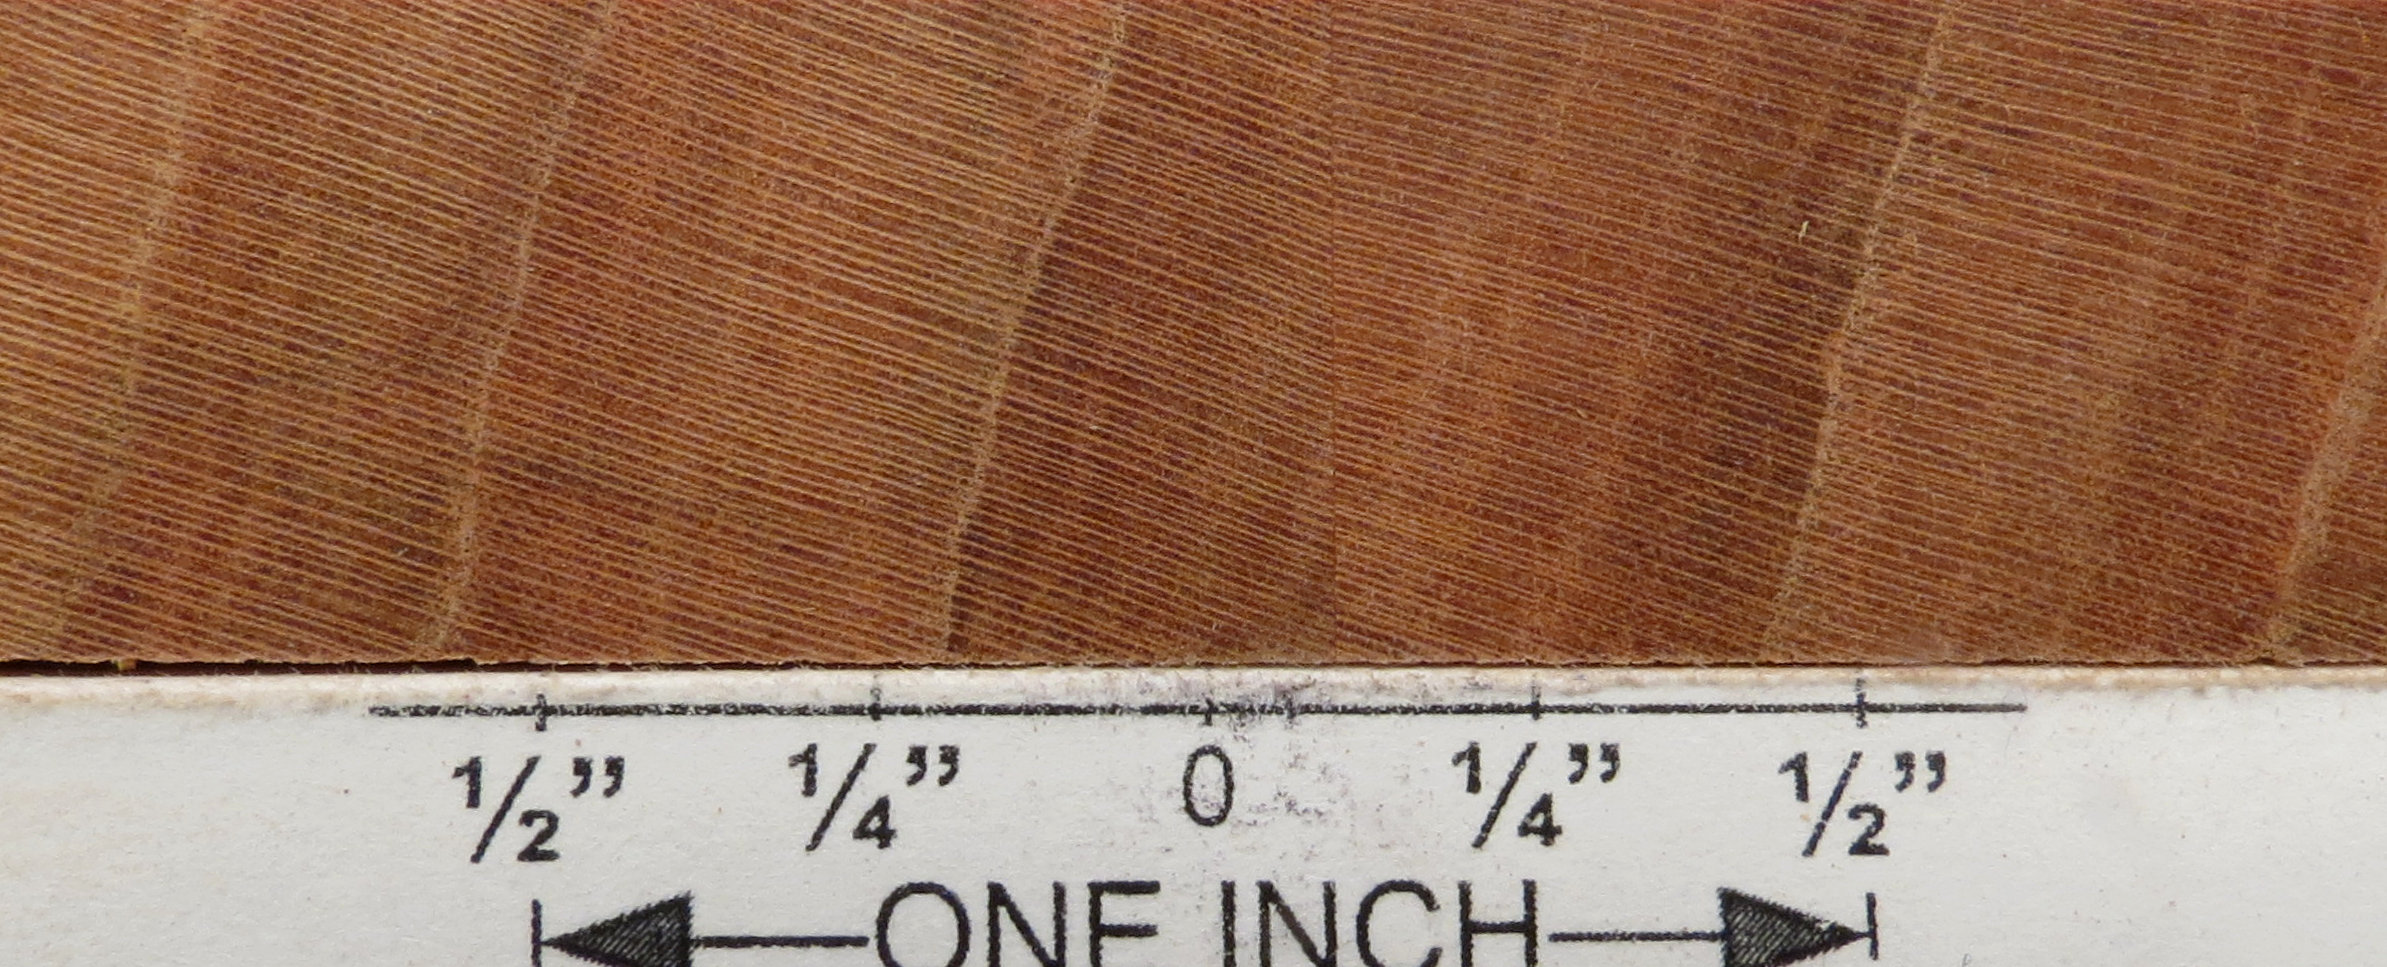 1/2” 1/4” 0 1/4” 1/2”
ONE INCH